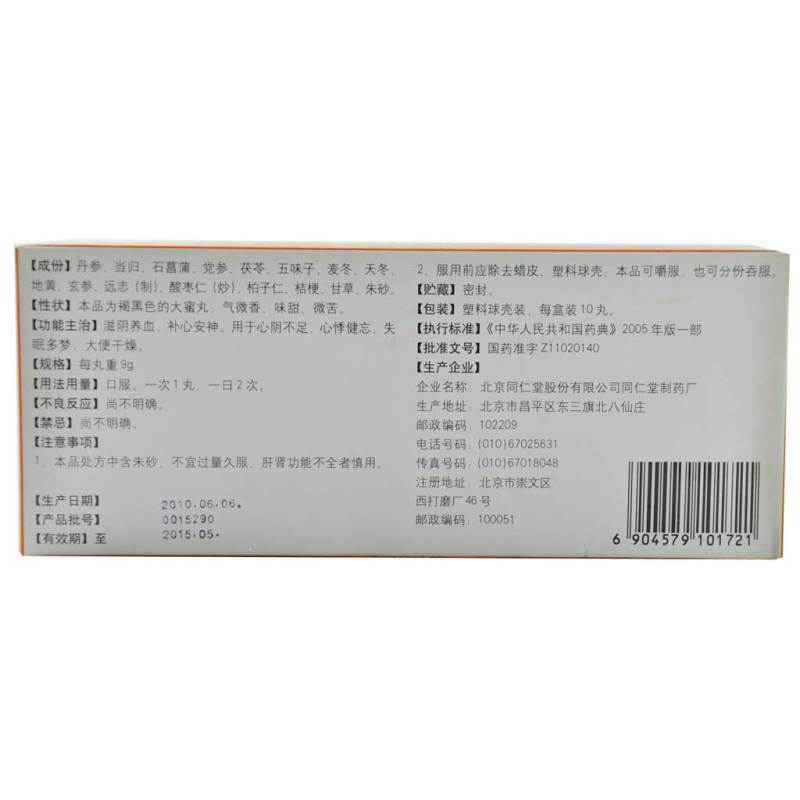 【成份】丹参、当归、石菖蒲、党参、茯苓、五味子、麦冬、天冬、
地黄、玄参、远志(制)、酸枣仁(炒)、柏子仁、桔梗、甘草、朱砂。
【性状】本品为褐黑色的大蜜丸；气微香，味甜、微苦。
【功能主治】滋阴养血、补心安神。用于心阴不足，心悸健忘、失
眠多梦、大便干燥。
【规格】每丸重9g
【用法用量】口服。一次1丸，一日2次。
【不良反应】尚不明确。
【禁忌】尚不明确。
【注意事项】
1、本品处方中含朱砂，不宜过量久服，肝肾功能不全者慎用。
【生产日期】 2010.06.06.
【产品批号】 0015290
【有效期】至 2015.05.
2、服用前应除去蜡皮、塑料球壳；本品可嚼服，也可分份吞服。
【贮藏】密封。
【包装】塑料球壳装，每盒装10丸。
【执行标准】《中华人民共和国药典》2005年版一部
【批准文号】国药准字Z11020140
【生产企业】
企业名称：北京同仁堂股份有限公司同仁堂制药厂
生产地址：北京市昌平区东三旗北八仙庄
邮政编码：102209
电话号码：(010)67025631
传真号码：(010)67018048
注册地址：北京市崇文区
西打磨厂46号
邮政编码：100051
6 904579 101721